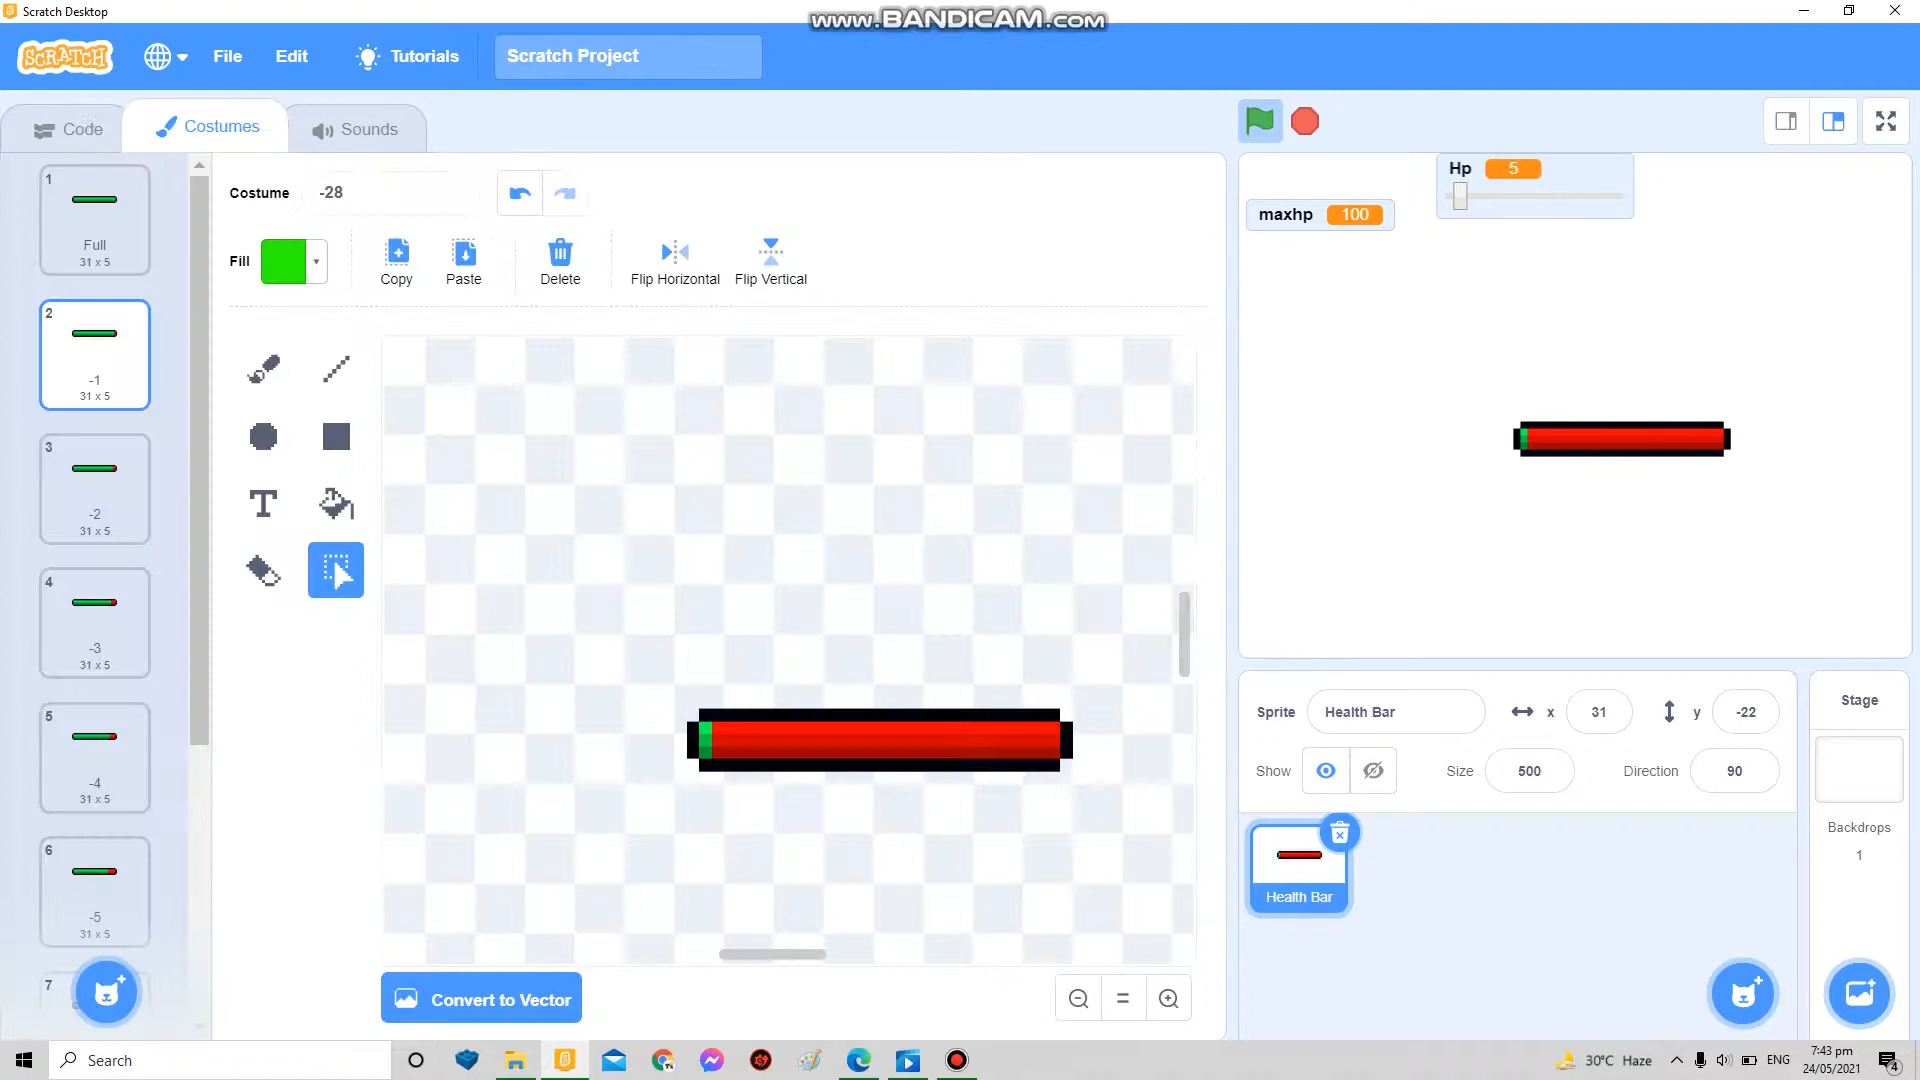 Scratch Desktop
www.BANDICAM.com
SCRATCH
File
Edit
Tutorials
Scratch Project
Code
Costumes
Sounds
1
Full
31 x 5
2
-1
31 x 5
3
-2
31 x 5
4
-3
31 x 5
5
-4
31 x 5
6
-5
31 x 5
7
Costume
-28
Fill
Copy
Paste
Delete
Flip Horizontal
Flip Vertical
T
Convert to Vector
Hp 5
maxhp 100
Sprite
Health Bar
x
31
y
-22
Show
Size
500
Direction
90
Health Bar
Stage
Backdrops
1
Search
30°C Haze
ENG
7:43 pm
24/05/2021
4